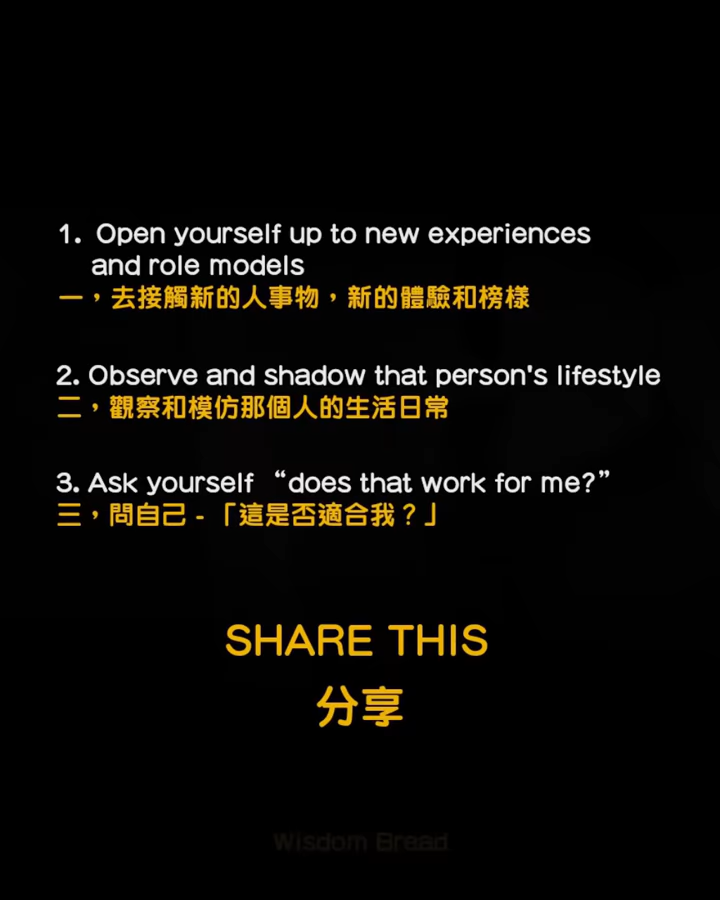 1. Open yourself up to new experiences
and role models
一，去接觸新的人事物，新的體驗和榜樣
2. Observe and shadow that person's lifestyle
二，觀察和模仿那個人的生活日常
3. Ask yourself “does that work for me?”
三，問自己 - 「這是否適合我？」
SHARE THIS
分享
Wisdom Bread